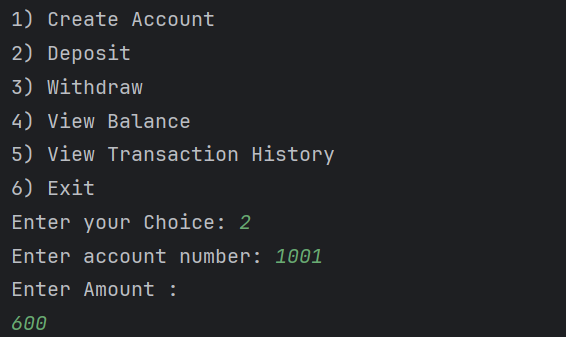 1) Create Account
2) Deposit
3) Withdraw
4) View Balance
5) View Transaction History
6) Exit
Enter your Choice: 2
Enter account number: 1001
Enter Amount :
600